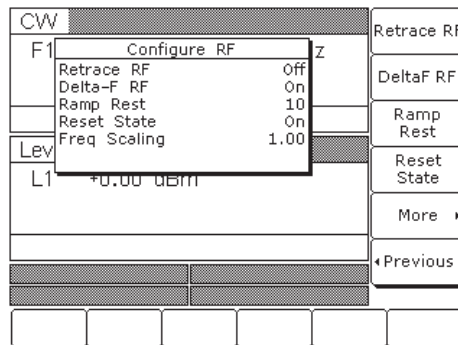 CW
F1 z
Configure RF
Retrace RF Off
Delta-F RF On
Ramp Rest 10
Reset State On
Freq Scaling 1.00
Lev
L1 +0.00 dBm
Retrace RF
DeltaF RF
Ramp
Rest
Reset
State
More
Previous